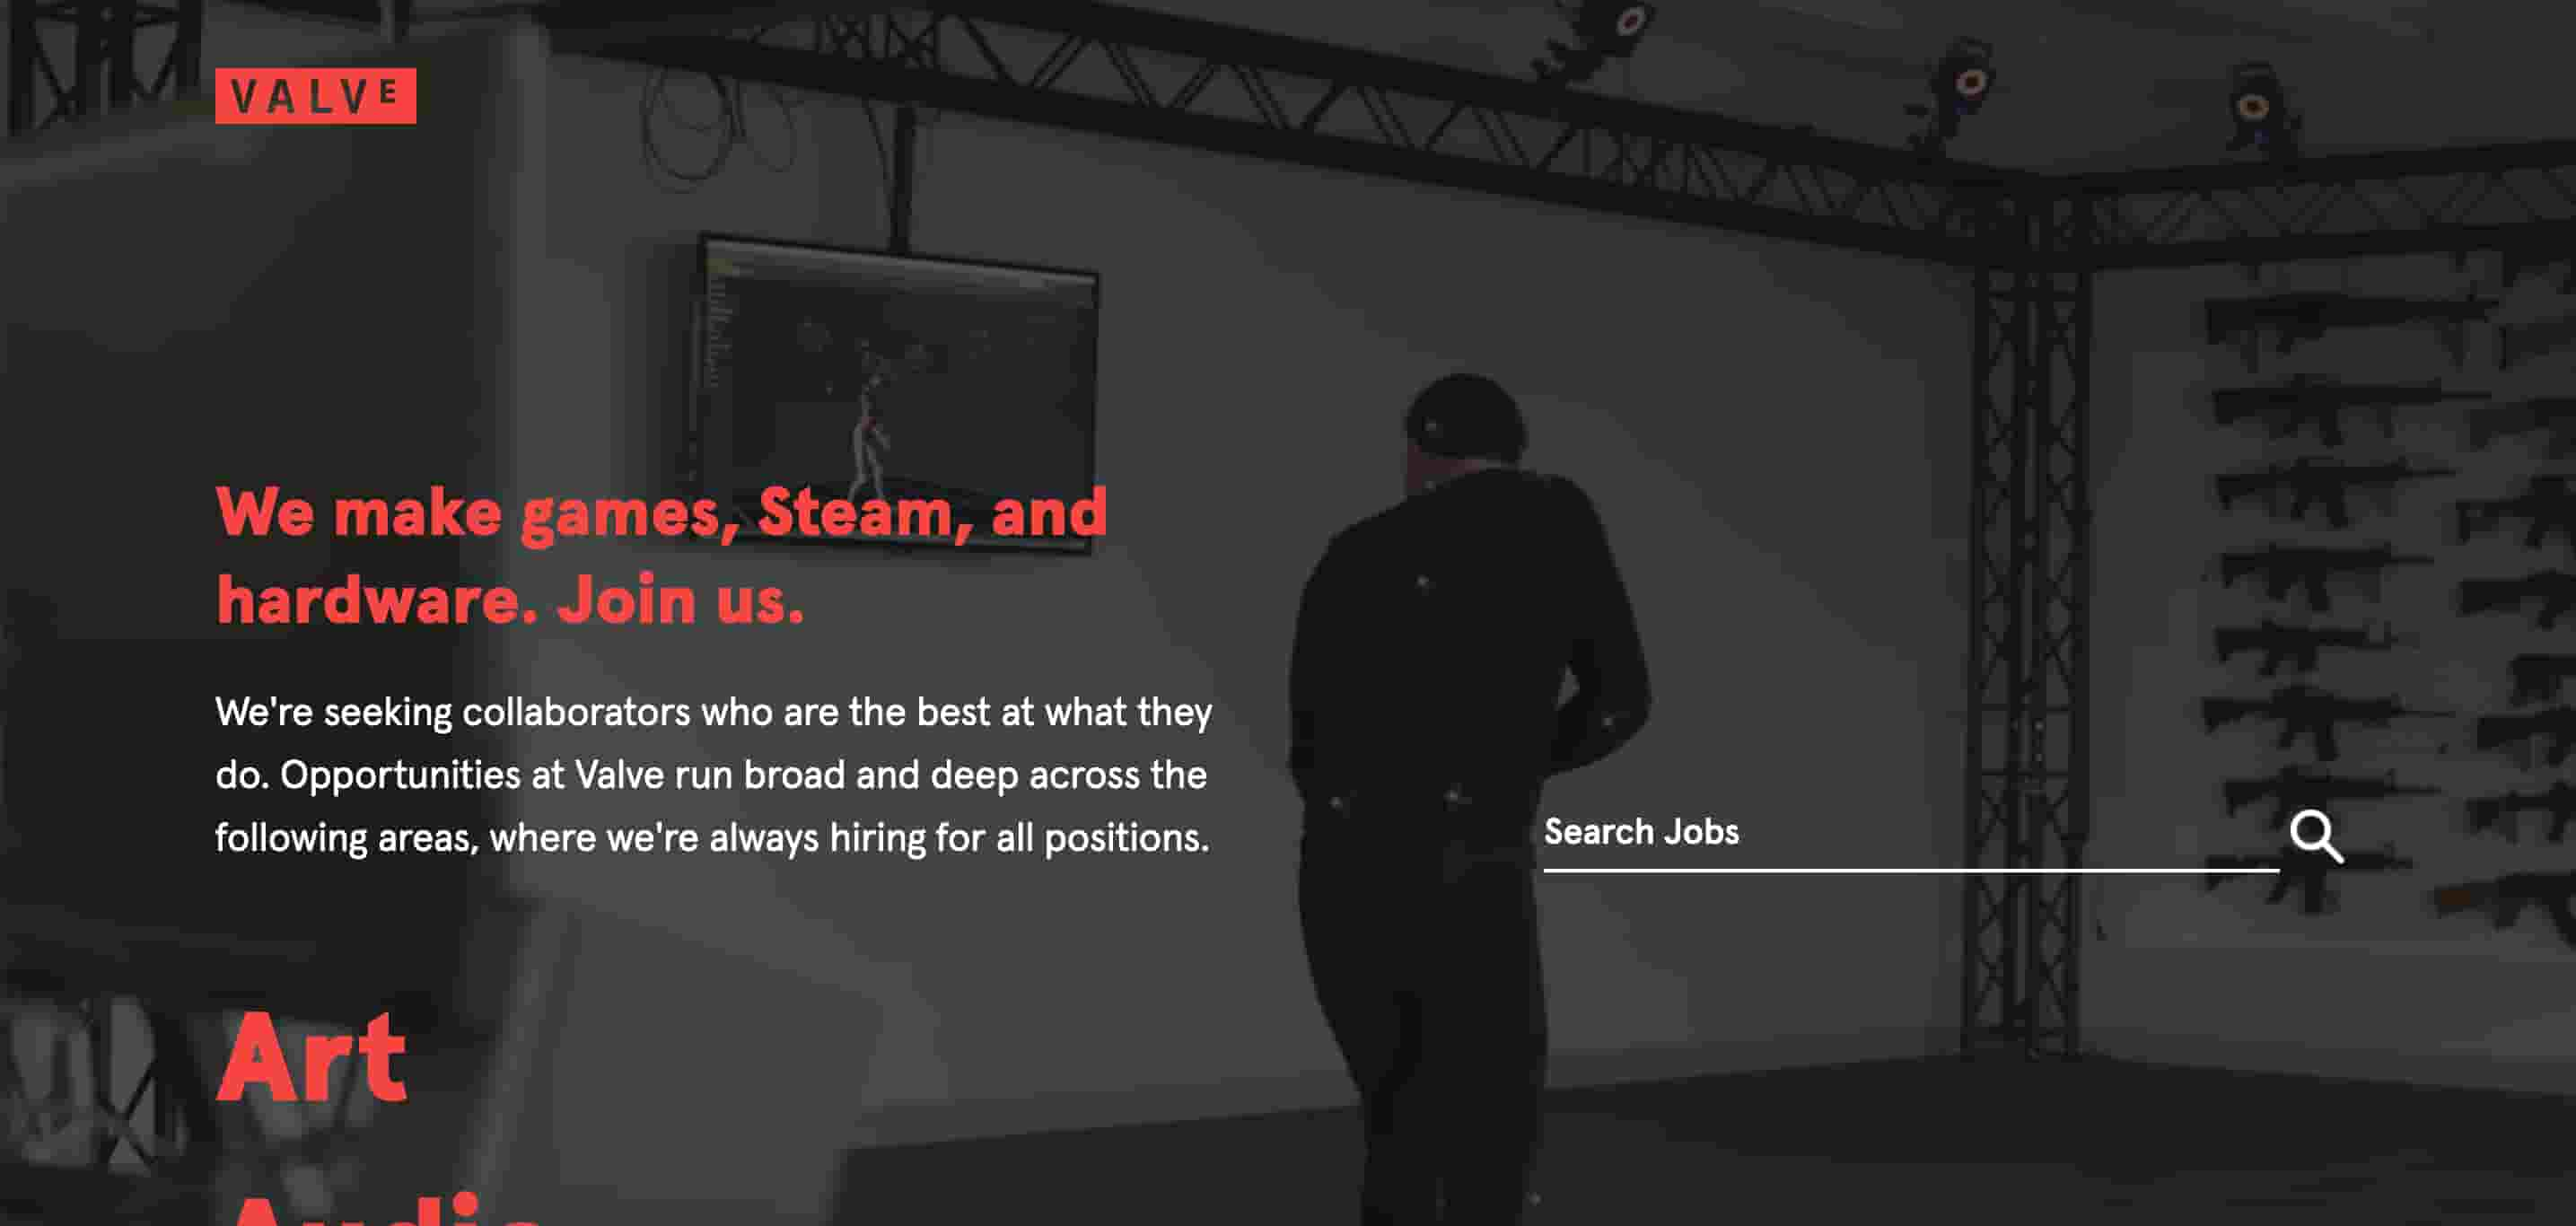 VALVE
We make games, Steam, and
hardware. Join us.
We're seeking collaborators who are the best at what they
do. Opportunities at Valve run broad and deep across the
following areas, where we're always hiring for all positions.
Search Jobs
Art
Audio